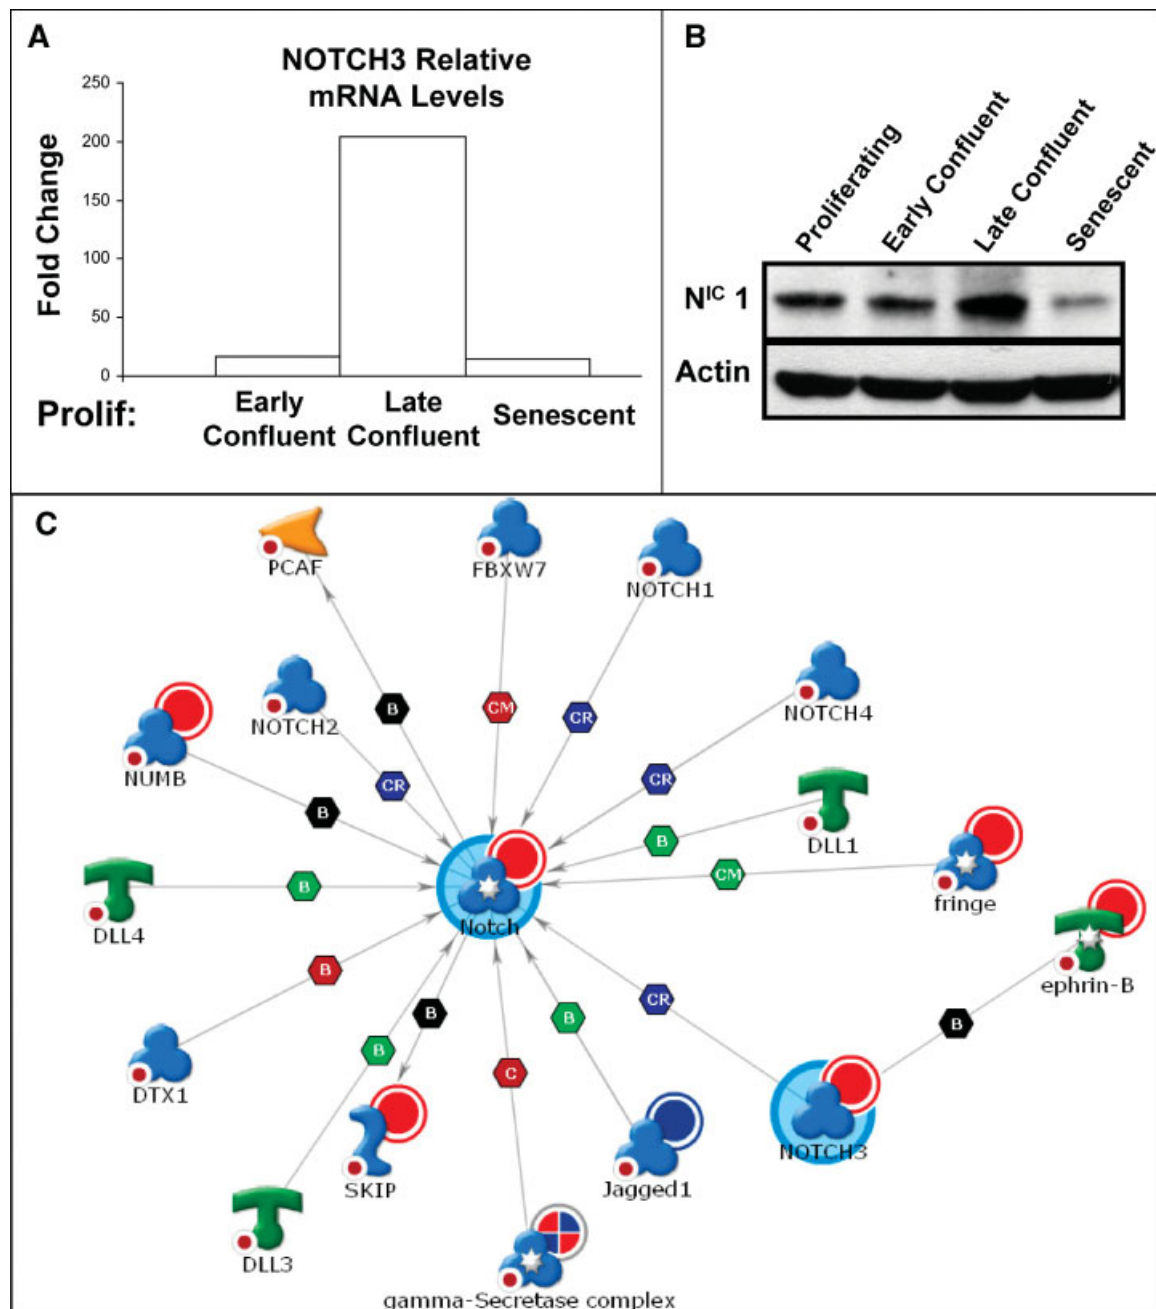 A
NOTCH3 Relative
mRNA Levels
Fold Change
250
200
150
100
50
0
Prolif:
Early
Confluent
Late
Confluent
Senescent
B
Proliferating
Early Confluent
Late Confluent
Senescent
N^IC 1
Actin
C
PCAF
FBXW7
NOTCH1
NOTCH2
NOTCH4
NUMB
B
CM
CR
CR
CR
B
B
DLL1
CM
fringe
DLL4
B
Notch
ephrin-B
DTX1
B
B
B
CR
B
B
C
SKIP
Jagged1
NOTCH3
DLL3
gamma-Secretase complex